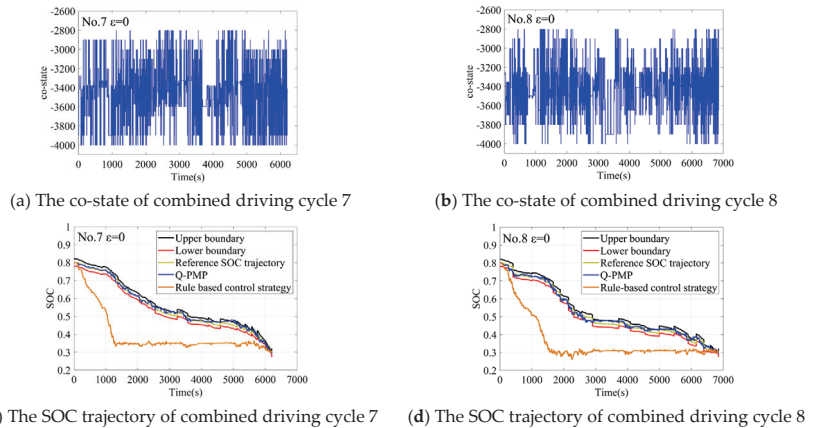 No.7 ε=0
co-state
-2600
-2800
-3000
-3200
-3400
-3600
-3800
-4000
0 1000 2000 3000 4000 5000 6000
Time(s)
(a) The co-state of combined driving cycle 7
No.8 ε=0
co-state
-2600
-2800
-3000
-3200
-3400
-3600
-3800
-4000
0 1000 2000 3000 4000 5000 6000 7000
Time(s)
(b) The co-state of combined driving cycle 8
No.7 ε=0
Upper boundary
Lower boundary
Reference SOC trajectory
Q-PMP
Rule based control strategy
SOC
1
0.9
0.8
0.7
0.6
0.5
0.4
0.3
0.2
0 1000 2000 3000 4000 5000 6000 7000
Time(s)
) The SOC trajectory of combined driving cycle 7
No.8 ε=0
Upper boundary
Lower boundary
Reference SOC trajectory
Q-PMP
Rule-based control strategy
SOC
1
0.9
0.8
0.7
0.6
0.5
0.4
0.3
0.2
0 1000 2000 3000 4000 5000 6000 7000
Time(s)
(d) The SOC trajectory of combined driving cycle 8